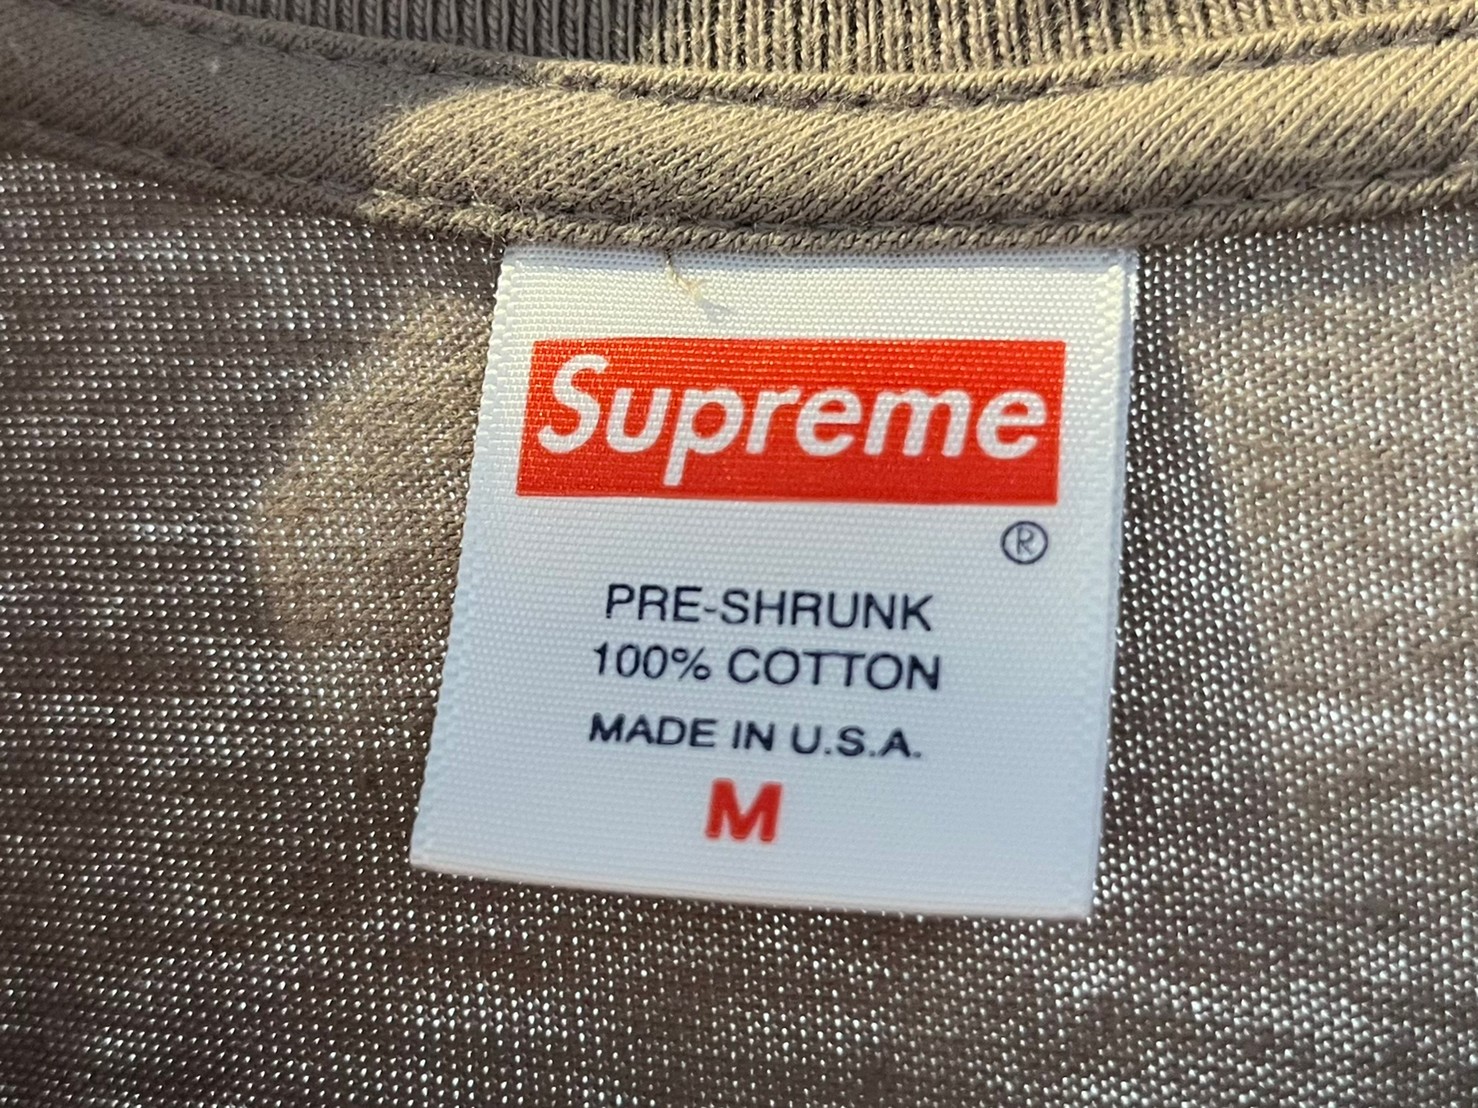 Supreme
®
PRE-SHRUNK
100% COTTON
MADE IN U.S.A.
M